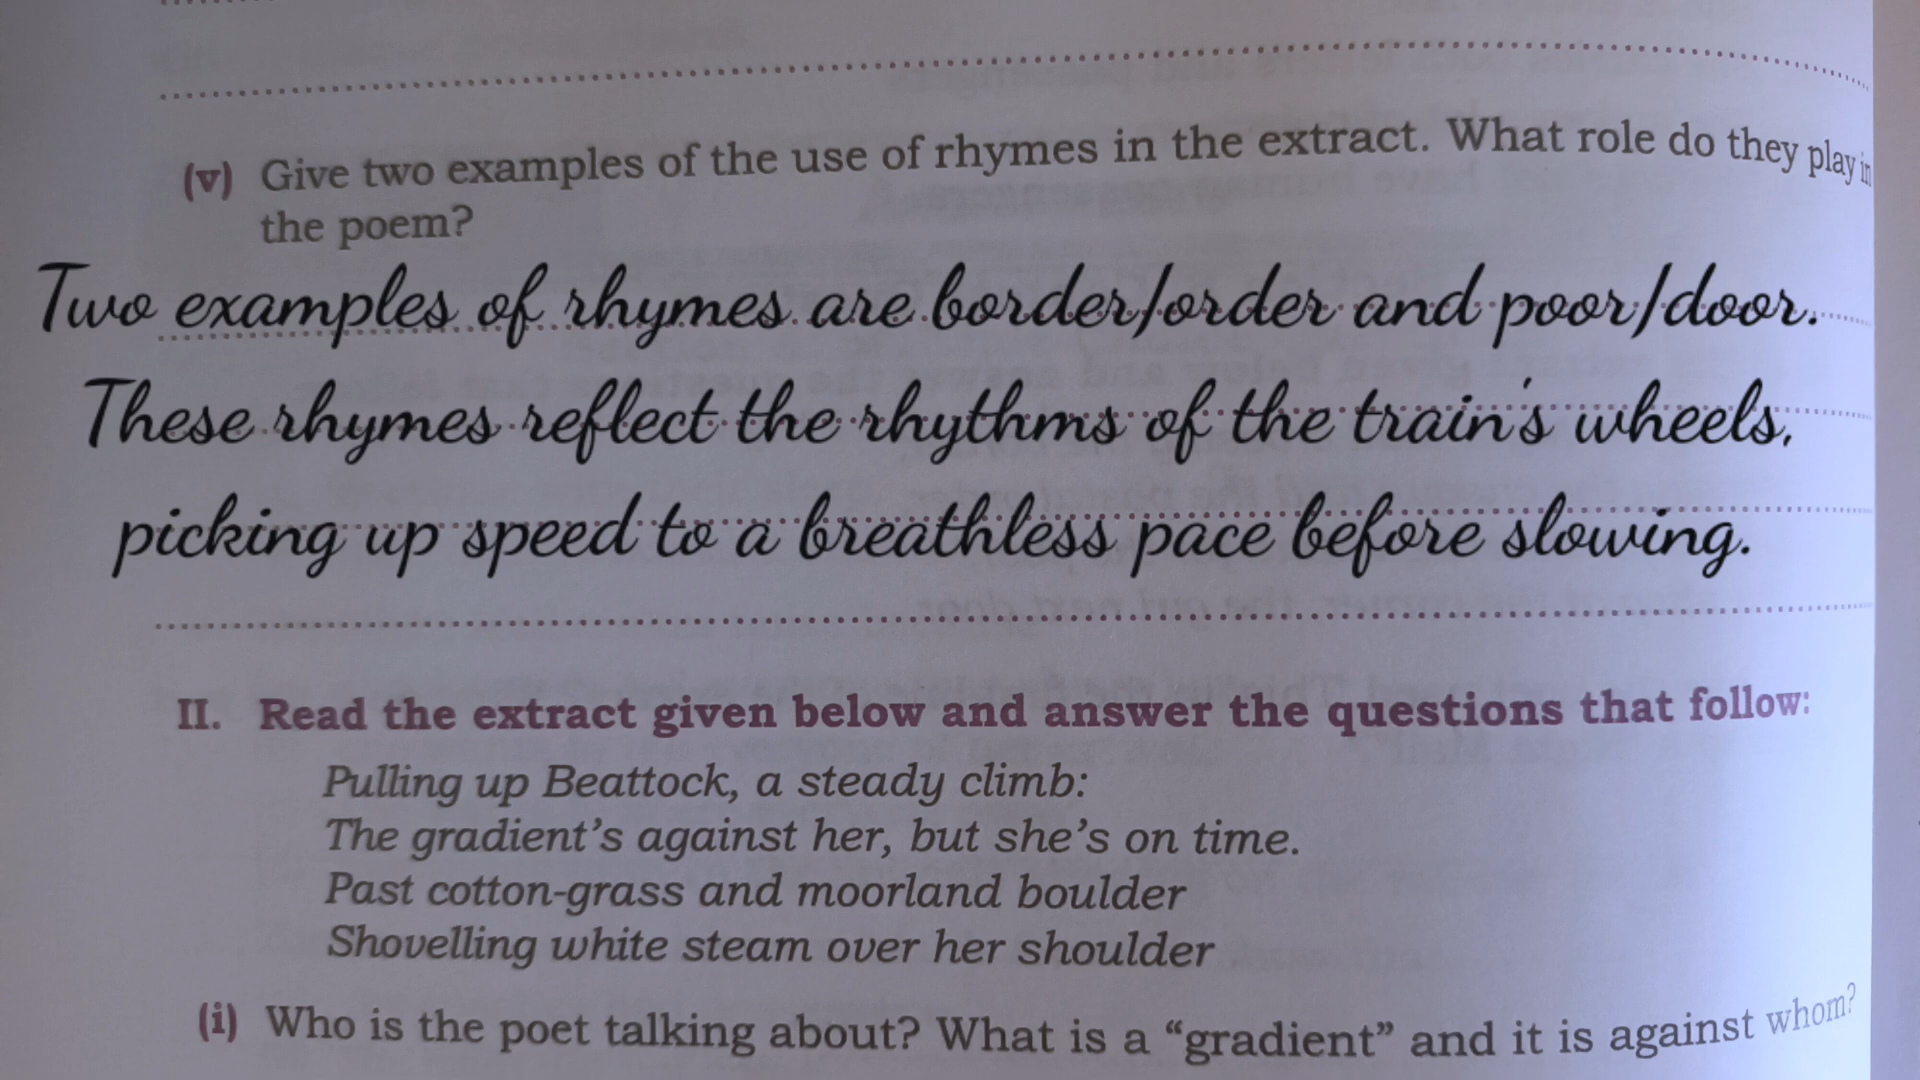 (v) Give two examples of the use of rhymes in the extract. What role do they play in
the poem?
Two examples of rhymes are border/order and poor/door.
These rhymes reflect the rhythms of the train's wheels,
picking up speed to a breathless pace before slowing.
II. Read the extract given below and answer the questions that follow:
Pulling up Beattock, a steady climb:
The gradient's against her, but she's on time.
Past cotton-grass and moorland boulder
Shovelling white steam over her shoulder
(i) Who is the poet talking about? What is a “gradient” and it is against whom?